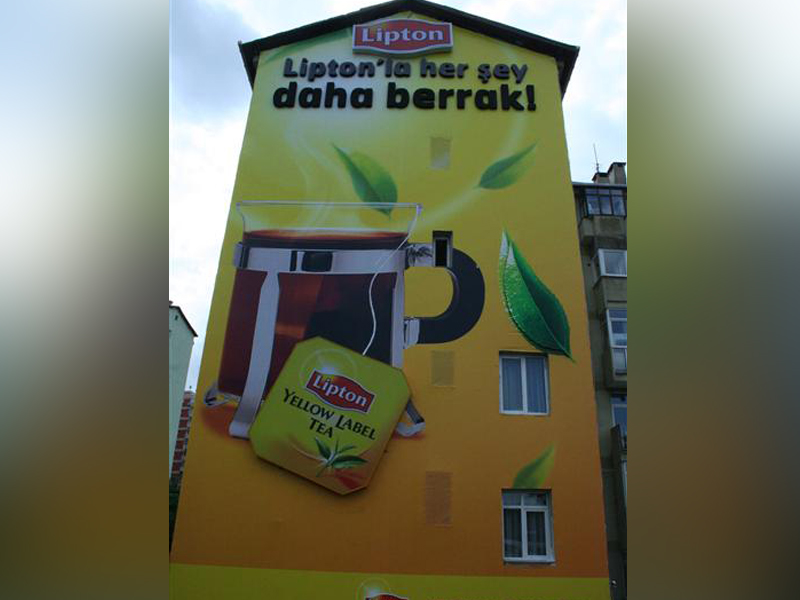 Lipton
Lipton'la her şey
daha berrak!
Lipton
YELLOW LABEL
TEA